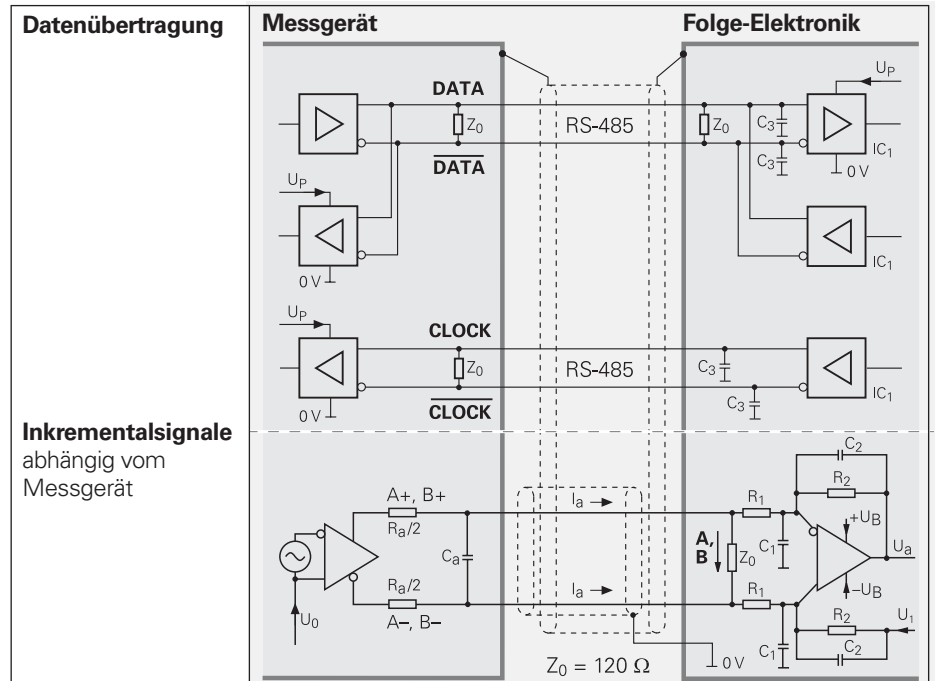 Datenübertragung
Messgerät
Folge-Elektronik
DATA
Z0
RS-485
Z0
C3
UP
IC1
DATA
C3
0 V
UP
0 V
IC1
UP
CLOCK
Z0
RS-485
C3
0 V
CLOCK
C3
IC1
Inkrementalsignale
abhängig vom
Messgerät
C2
R2
A+, B+
Ra/2
Ia
R1
+UB
Ca
A,
B
Z0
C1
Ua
Ra/2
Ia
R1
–UB
U0
A–, B–
C1
R2
U1
C2
Z0 = 120 Ω
0 V